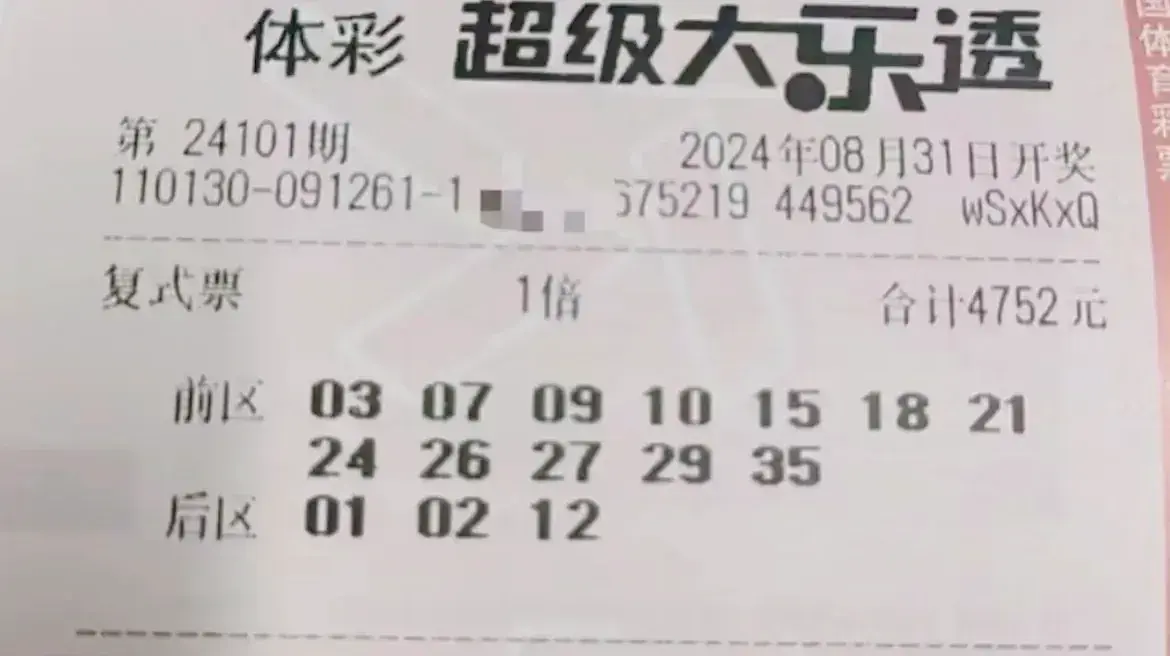 体彩 超级大乐透
第 24101期 2024年08月31日开奖
110130-091261-1 675219 449562 wSxKxQ
复式票 1倍 合计4752元
前区 03 07 09 10 15 18 21
24 26 27 29 35
后区 01 02 12
国体育彩票